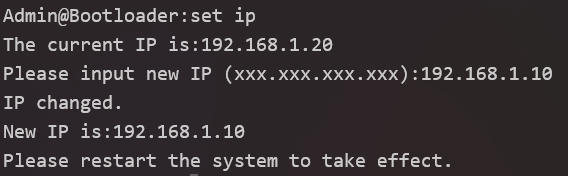 Admin@Bootloader:set ip
The current IP is:192.168.1.20
Please input new IP (xxx.xxx.xxx.xxx):192.168.1.10
IP changed.
New IP is:192.168.1.10
Please restart the system to take effect.